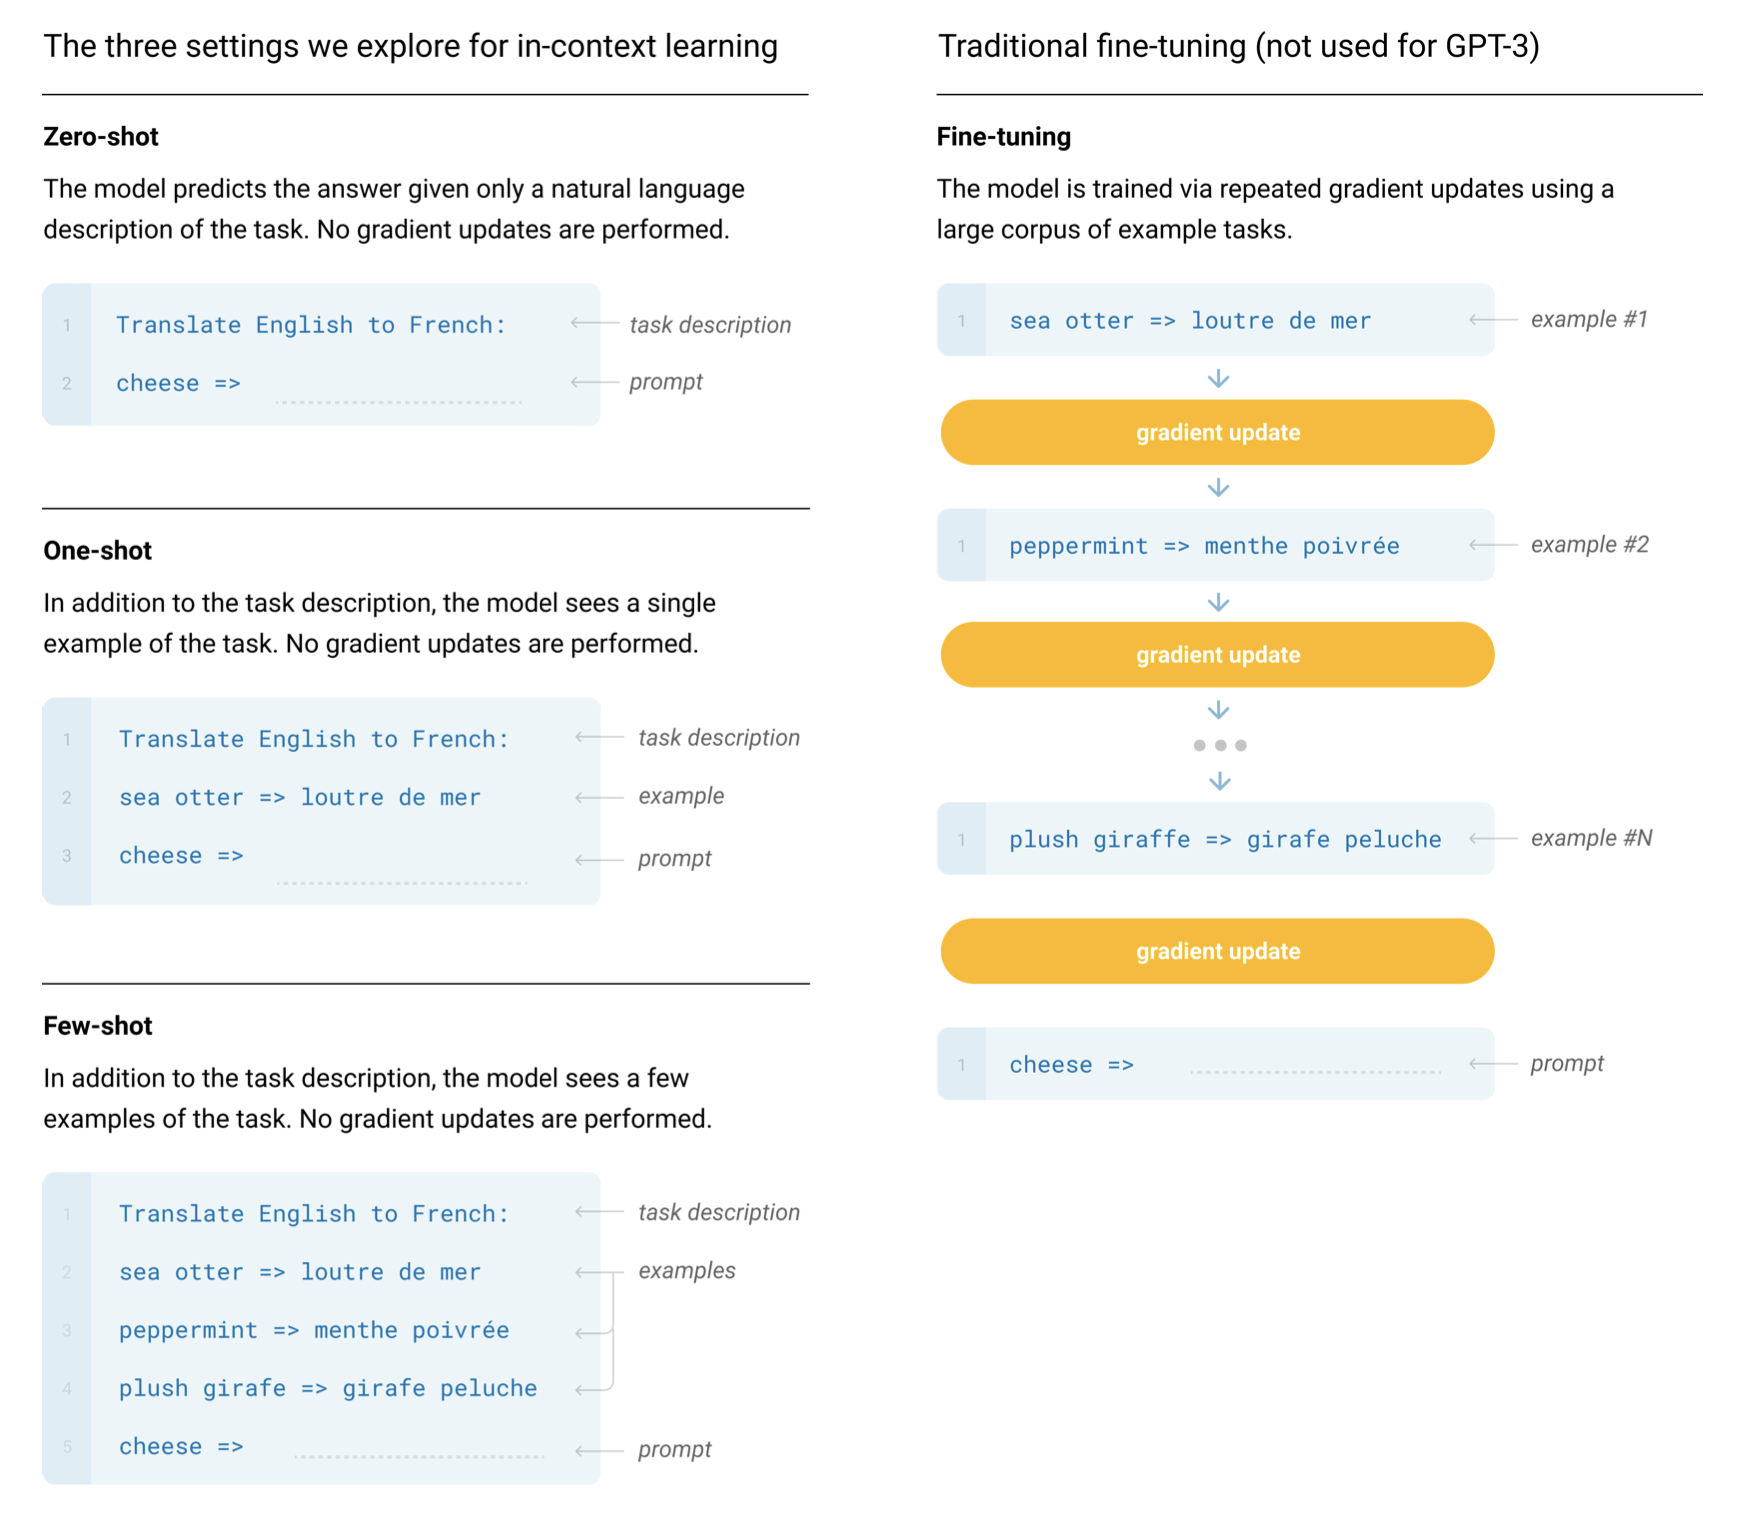 The three settings we explore for in-context learning
Zero-shot
The model predicts the answer given only a natural language
description of the task. No gradient updates are performed.
1 Translate English to French: task description
2 cheese => prompt
One-shot
In addition to the task description, the model sees a single
example of the task. No gradient updates are performed.
1 Translate English to French: task description
2 sea otter => loutre de mer example
3 cheese => prompt
Few-shot
In addition to the task description, the model sees a few
examples of the task. No gradient updates are performed.
1 Translate English to French: task description
2 sea otter => loutre de mer examples
3 peppermint => menthe poivrée
4 plush girafe => girafe peluche
5 cheese => prompt
Traditional fine-tuning (not used for GPT-3)
Fine-tuning
The model is trained via repeated gradient updates using a
large corpus of example tasks.
1 sea otter => loutre de mer example #1
gradient update
1 peppermint => menthe poivrée example #2
gradient update
1 plush giraffe => girafe peluche example #N
gradient update
1 cheese => prompt